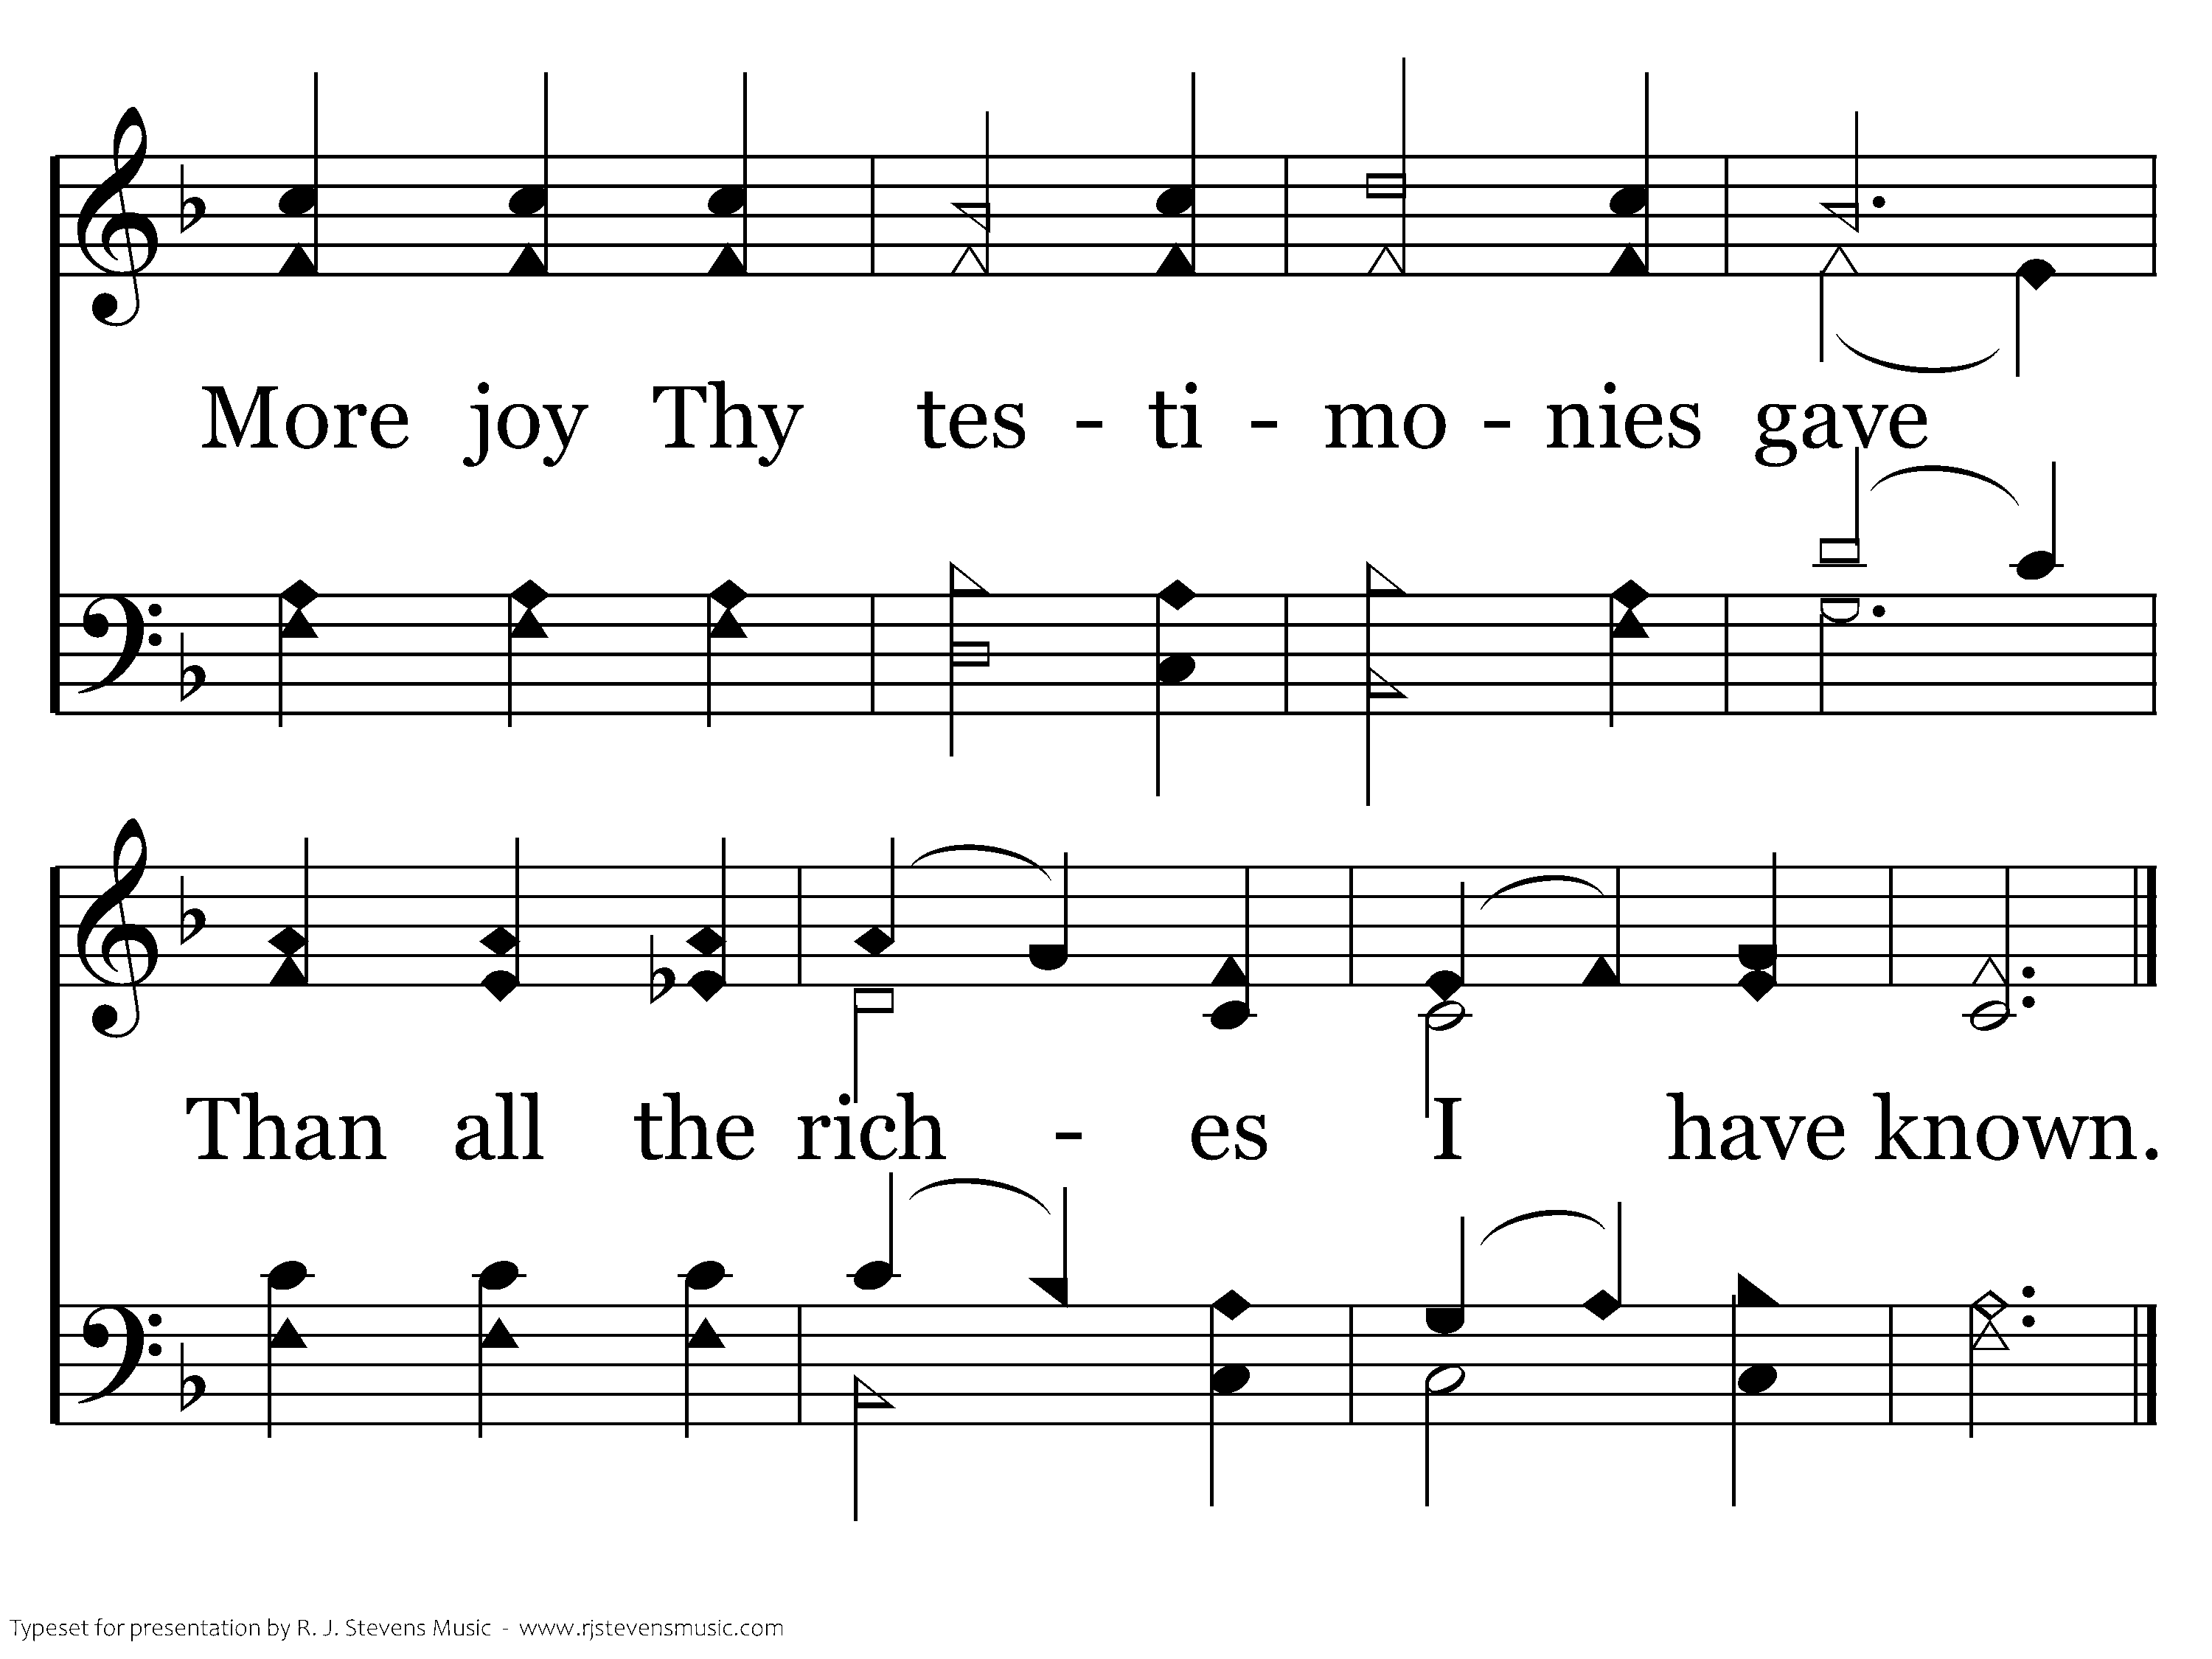 More joy Thy tes - ti - mo - nies gave
Than all the rich - es I have known.
Typeset for presentation by R. J. Stevens Music - www.rjstevensmusic.com